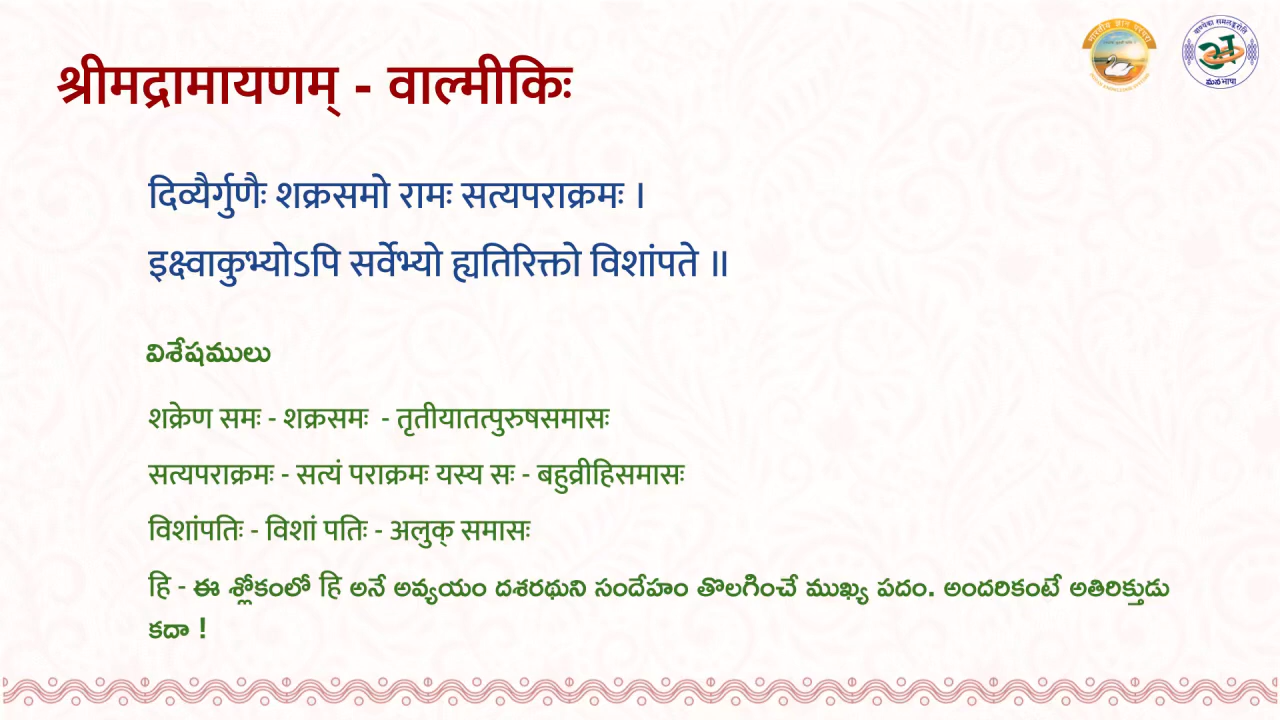 श्रीमद्रामायणम् - वाल्मीकिः
दिव्यैर्गुणैः शक्रसमो रामः सत्यपराक्रमः ।
इक्ष्वाकुभ्योऽपि सर्वेभ्यो ह्यतिरिक्तो विशांपते ॥
విశేషములు
शक्रेण समः - शक्रसमः - तृतीयातत्पुरुषसमासः
सत्यपराक्रमः - सत्यं पराक्रमः यस्य सः - बहुव्रीहिसमासः
विशांपतिः - विशां पतिः - अलुक् समासः
हि - ఈ శ్లోకంలో हि అనే అవ్యయం దశరథుని సందేహం తొలగించే ముఖ్య పదం. అందరికంటే అతిరిక్తుడు
కదా !